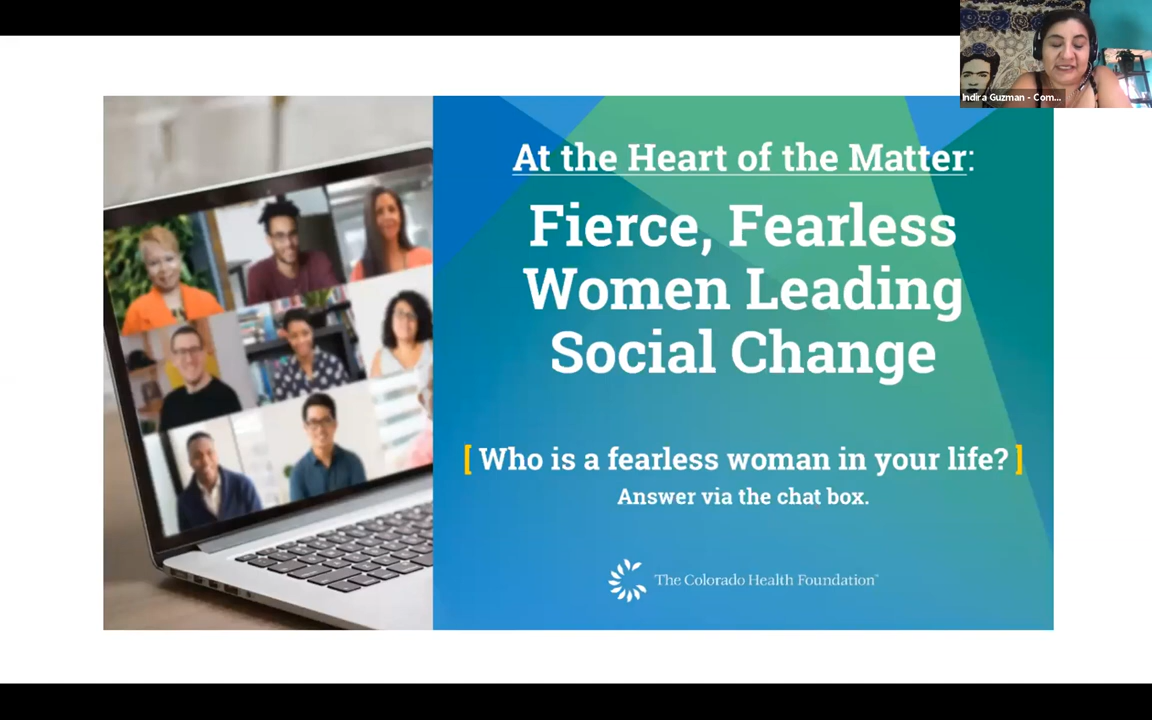 Indira Guzman - Com...
At the Heart of the Matter:
Fierce, Fearless
Women Leading
Social Change
[ Who is a fearless woman in your life? ]
Answer via the chat box.
The Colorado Health Foundation™